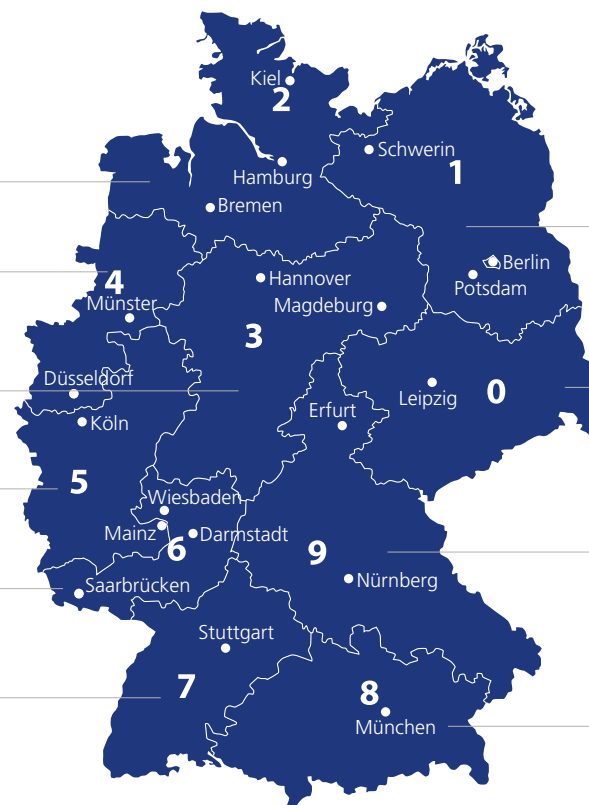 Kiel
2
Schwerin
1
Hamburg
Bremen
Berlin
Potsdam
4
Hannover
Münster
Magdeburg
3
Düsseldorf
Leipzig
0
Erfurt
Köln
5
Wiesbaden
Mainz
Darmstadt
6
9
Nürnberg
Saarbrücken
Stuttgart
7
8
München